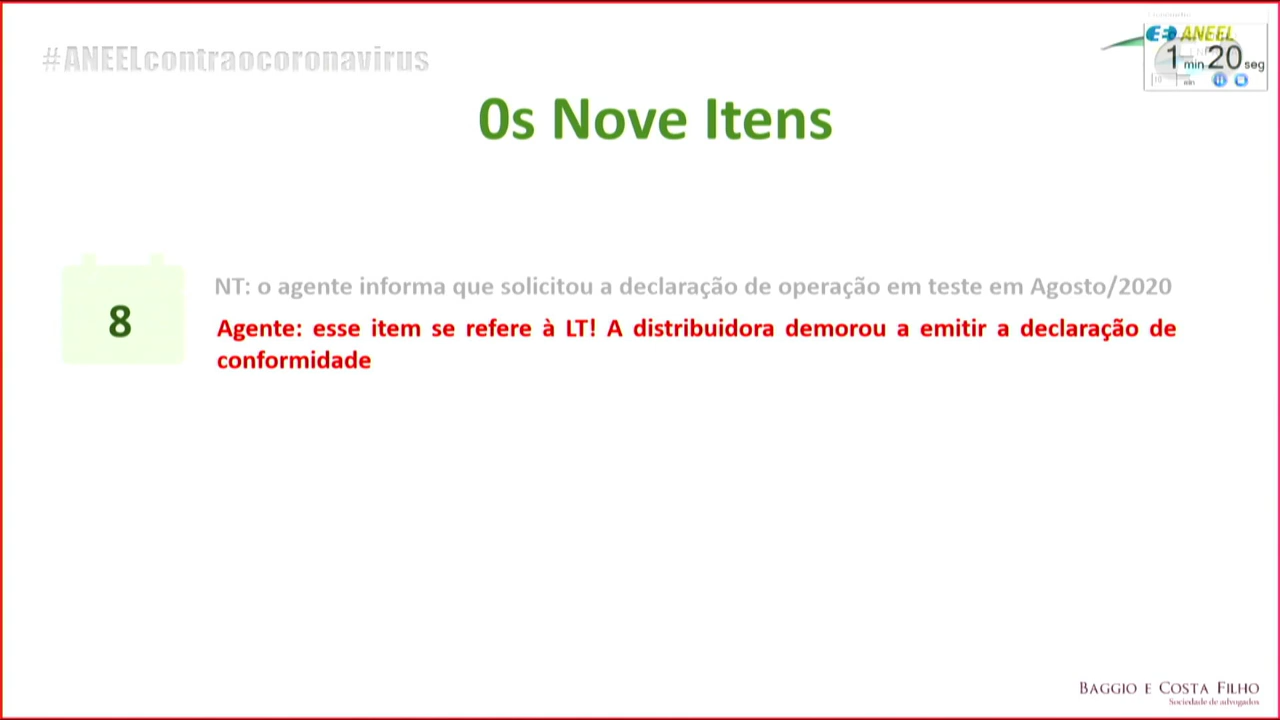 #ANEELcontraocoronavirus
ANEEL
1 min 20 seg
min
0s Nove Itens
8
NT: o agente informa que solicitou a declaração de operação em teste em Agosto/2020
Agente: esse item se refere à LT! A distribuidora demorou a emitir a declaração de
conformidade
BAGGIO E COSTA FILHO
Sociedade de advogados